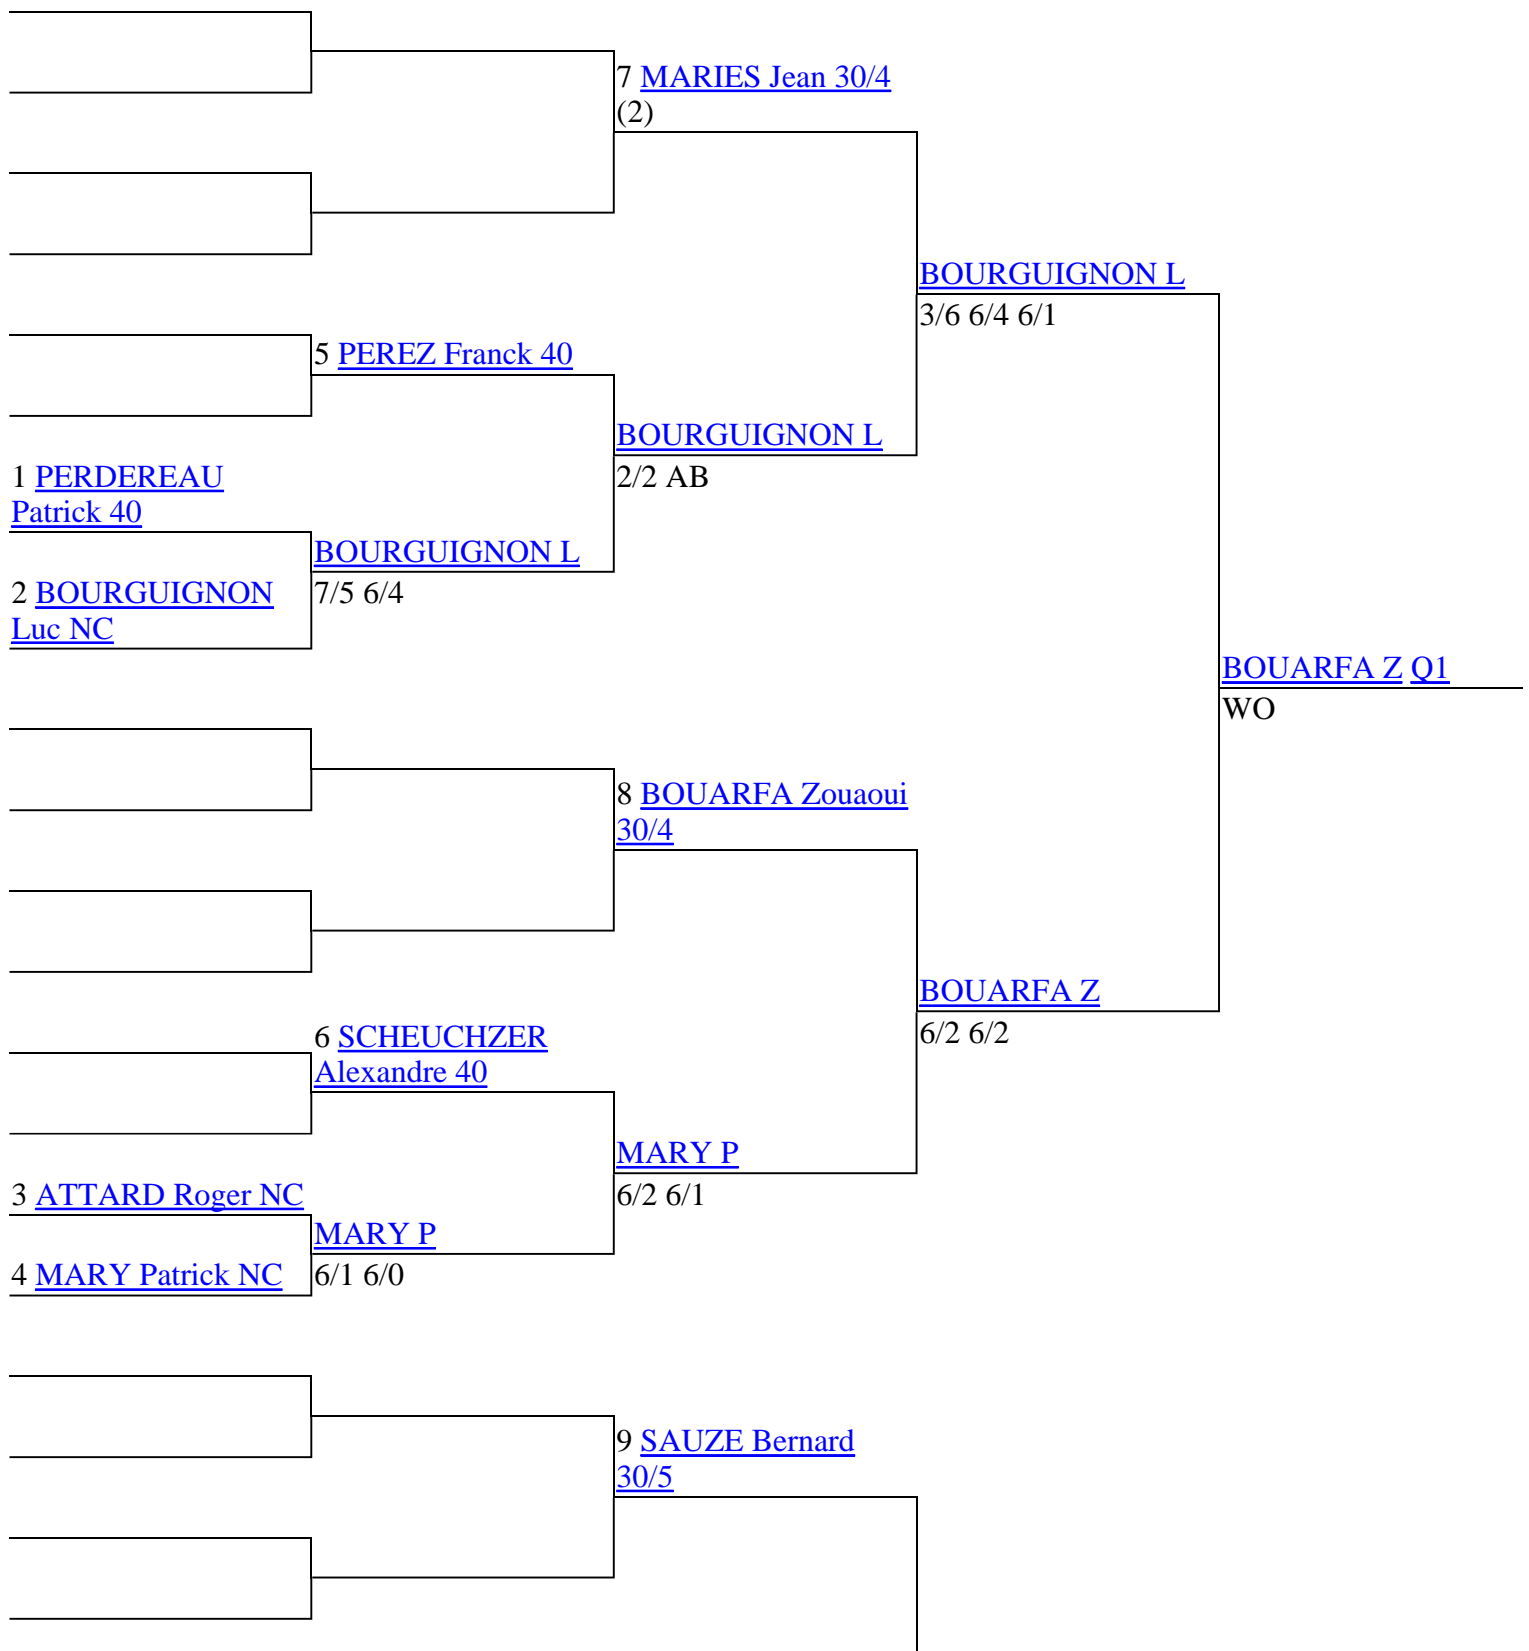 7 MARIES Jean 30/4
(2)
BOURGUIGNON L
3/6 6/4 6/1
5 PEREZ Franck 40
BOURGUIGNON L
2/2 AB
1 PERDEREAU
Patrick 40
BOURGUIGNON L
7/5 6/4
2 BOURGUIGNON
Luc NC
BOUARFA Z Q1
WO
8 BOUARFA Zouaoui
30/4
BOUARFA Z
6/2 6/2
6 SCHEUCHZER
Alexandre 40
MARY P
6/2 6/1
3 ATTARD Roger NC
MARY P
6/1 6/0
4 MARY Patrick NC
9 SAUZE Bernard
30/5